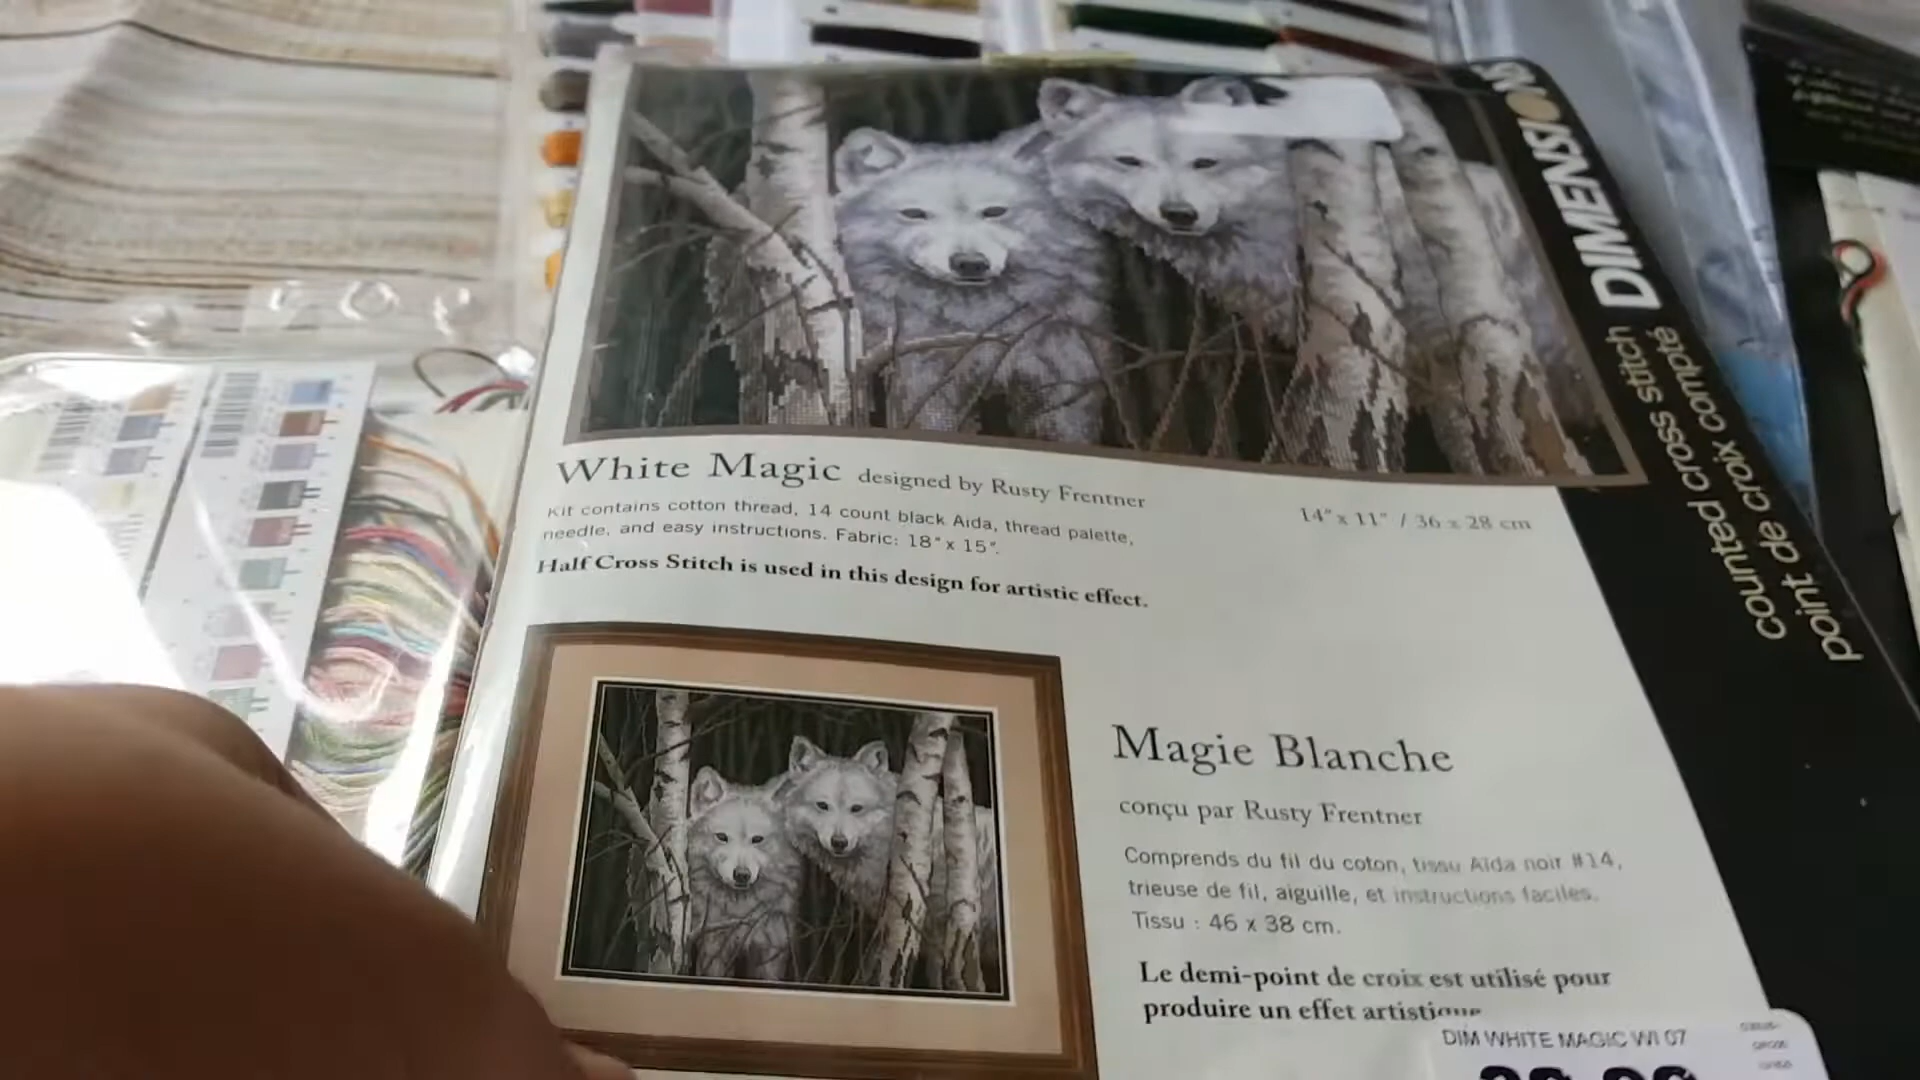 DIMENSIONS
counted cross stitch
point de croix compté
White Magic designed by Rusty Frentner
14" x 11" / 36 x 28 cm
Kit contains cotton thread, 14 count black Aida, thread palette,
needle, and easy instructions. Fabric: 18" x 15".
Half Cross Stitch is used in this design for artistic effect.
Magie Blanche
conçu par Rusty Frentner
Comprends du fil du coton, tissu Aïda noir #14,
trieuse de fil, aiguille, et instructions faciles.
Tissu : 46 x 38 cm.
Le demi-point de croix est utilisé pour
produire un effet artistique
DIM WHITE MAGIC WI 07